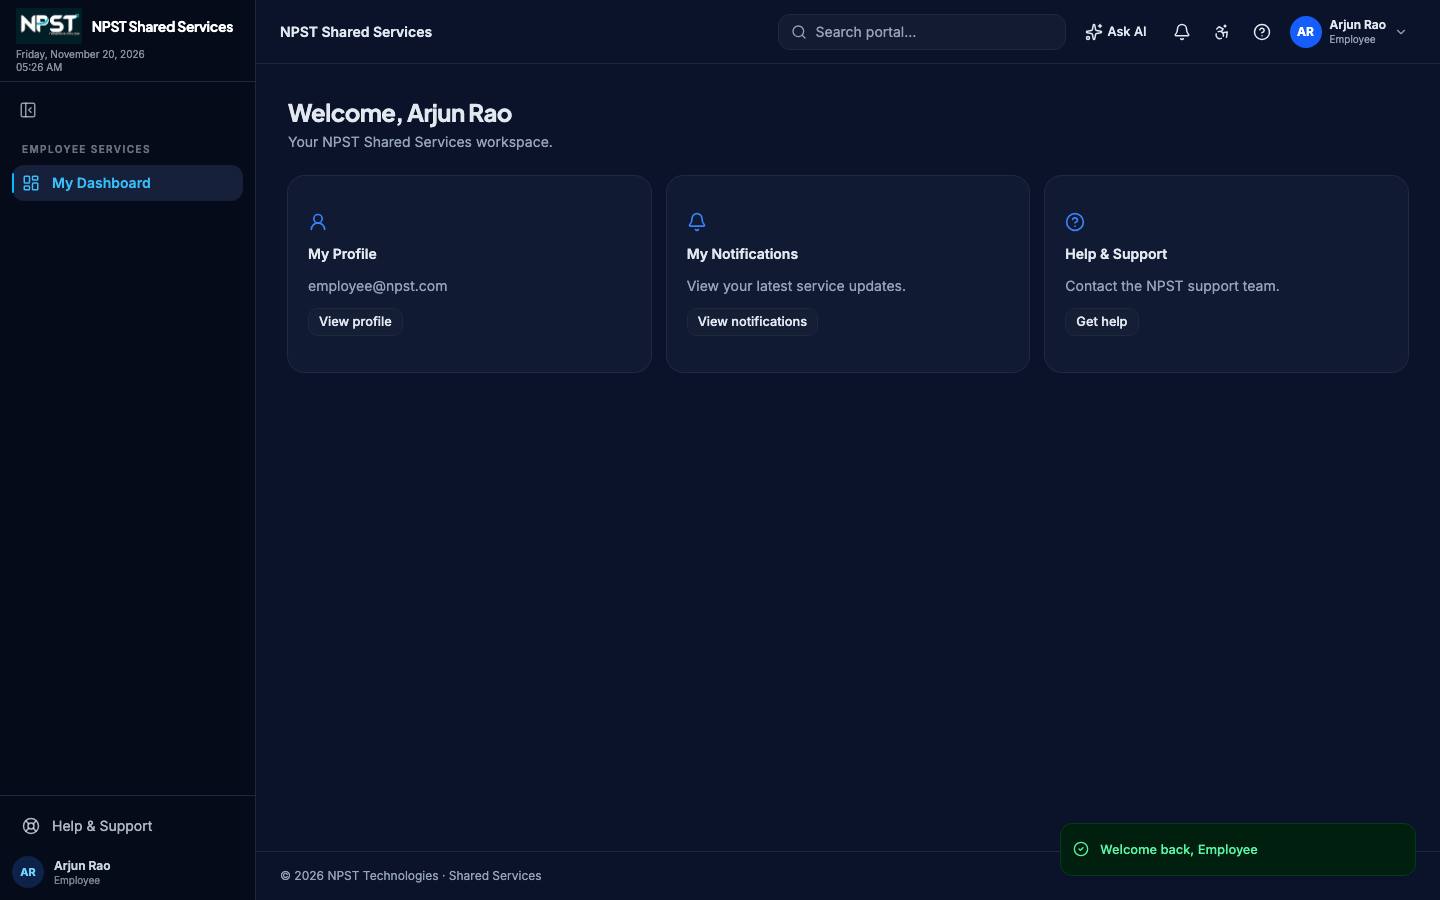 NPST
NPST Shared Services
Friday, November 20, 2026
05:26 AM
EMPLOYEE SERVICES
My Dashboard
Help & Support
AR
Arjun Rao
Employee
NPST Shared Services
Search portal...
Ask AI
AR
Arjun Rao
Employee
Welcome, Arjun Rao
Your NPST Shared Services workspace.
My Profile
employee@npst.com
View profile
My Notifications
View your latest service updates.
View notifications
Help & Support
Contact the NPST support team.
Get help
© 2026 NPST Technologies · Shared Services
Welcome back, Employee